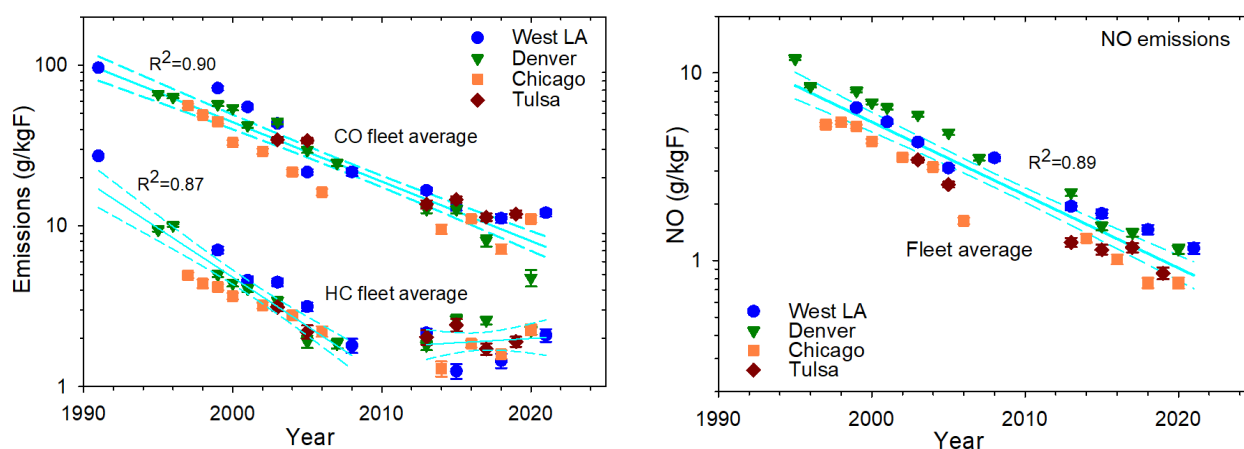 West LA
Denver
Chicago
Tulsa
R2=0.90
CO fleet average
R2=0.87
HC fleet average
Emissions (g/kgF)
100
10
1
1990 2000 2010 2020
Year
NO emissions
R2=0.89
Fleet average
West LA
Denver
Chicago
Tulsa
NO (g/kgF)
10
1
1990 2000 2010 2020
Year